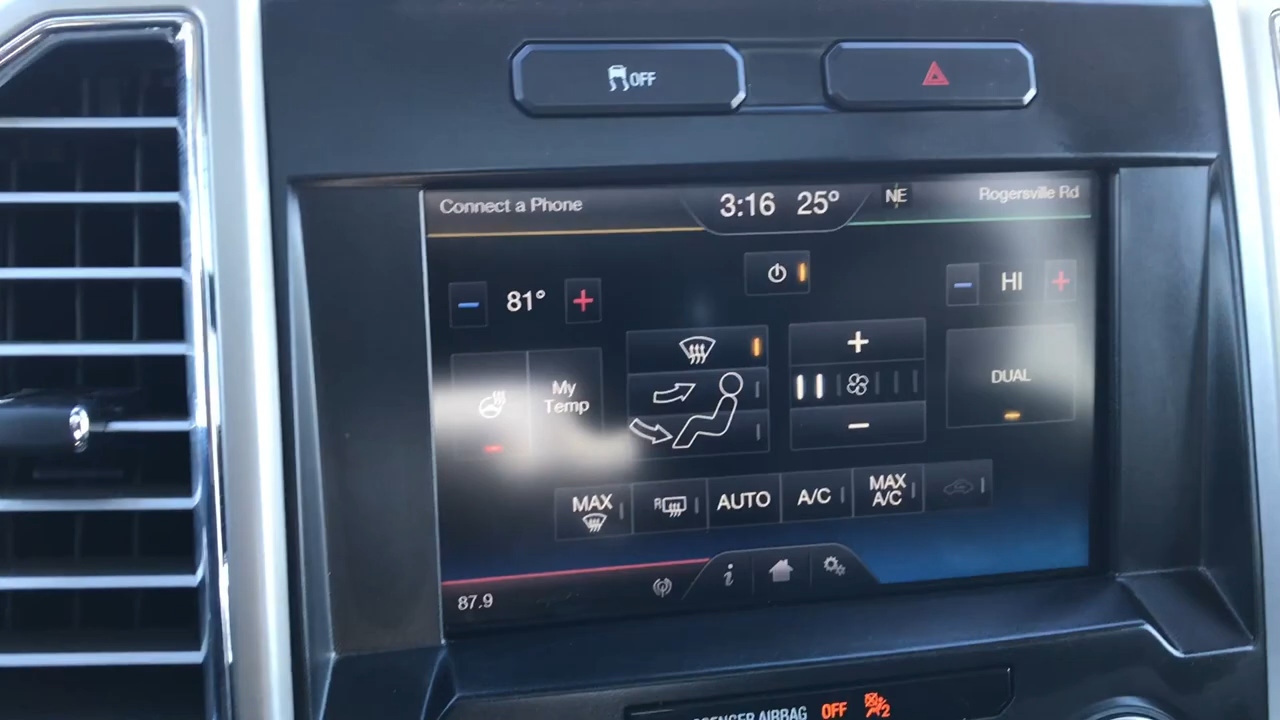 OFF
Connect a Phone
3:16 25°
NE
Rogersville Rd
81°
HI
My
Temp
DUAL
MAX
R
AUTO
A/C
MAX
A/C
87.9
AIRBAG OFF
2